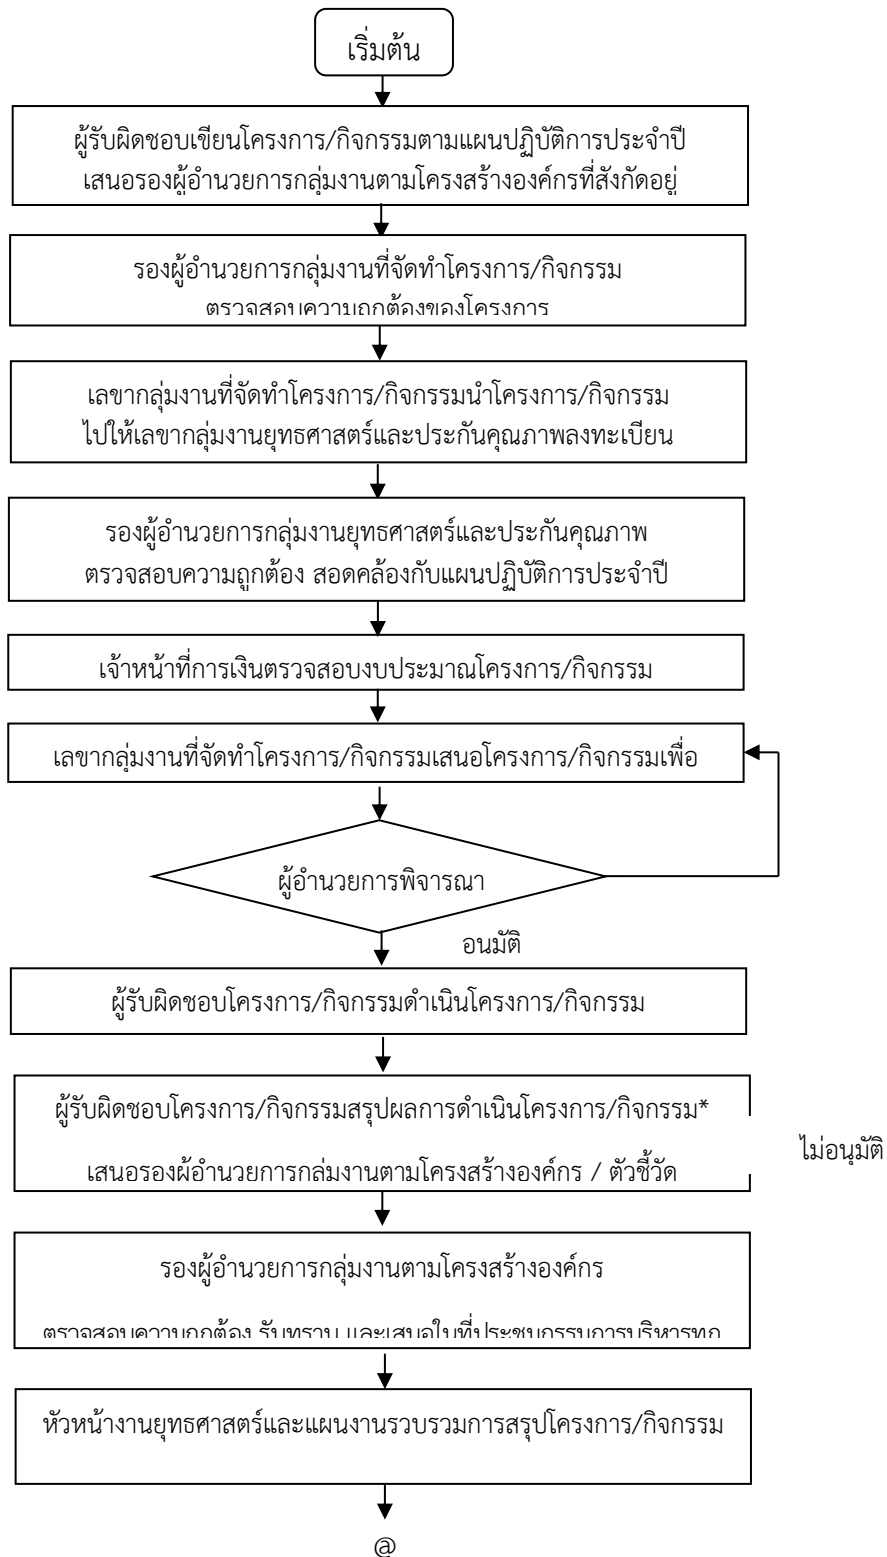 เริ่มต้น
ผู้รับผิดชอบเขียนโครงการ/กิจกรรมตามแผนปฏิบัติการประจำปี
เสนอรองผู้อำนวยการกลุ่มงานตามโครงสร้างองค์กรที่สังกัดอยู่
รองผู้อำนวยการกลุ่มงานที่จัดทำโครงการ/กิจกรรม
ตรวจสอบความถูกต้องของโครงการ
เลขากลุ่มงานที่จัดทำโครงการ/กิจกรรมนำโครงการ/กิจกรรม
ไปให้เลขากลุ่มงานยุทธศาสตร์และประกันคุณภาพลงทะเบียน
รองผู้อำนวยการกลุ่มงานยุทธศาสตร์และประกันคุณภาพ
ตรวจสอบความถูกต้อง สอดคล้องกับแผนปฏิบัติการประจำปี
เจ้าหน้าที่การเงินตรวจสอบงบประมาณโครงการ/กิจกรรม
เลขากลุ่มงานที่จัดทำโครงการ/กิจกรรมเสนอโครงการ/กิจกรรมเพื่อ
ผู้อำนวยการพิจารณา
อนุมัติ
ผู้รับผิดชอบโครงการ/กิจกรรมดำเนินโครงการ/กิจกรรม
ผู้รับผิดชอบโครงการ/กิจกรรมสรุปผลการดำเนินโครงการ/กิจกรรม*
ไม่อนุมัติ
เสนอรองผู้อำนวยการกลุ่มงานตามโครงสร้างองค์กร / ตัวชี้วัด
รองผู้อำนวยการกลุ่มงานตามโครงสร้างองค์กร
ตรวจสอบความถูกต้อง รับทราบ และเสนอในที่ประชุมกรรมการบริหารทุก
หัวหน้างานยุทธศาสตร์และแผนงานรวบรวมการสรุปโครงการ/กิจกรรม
@